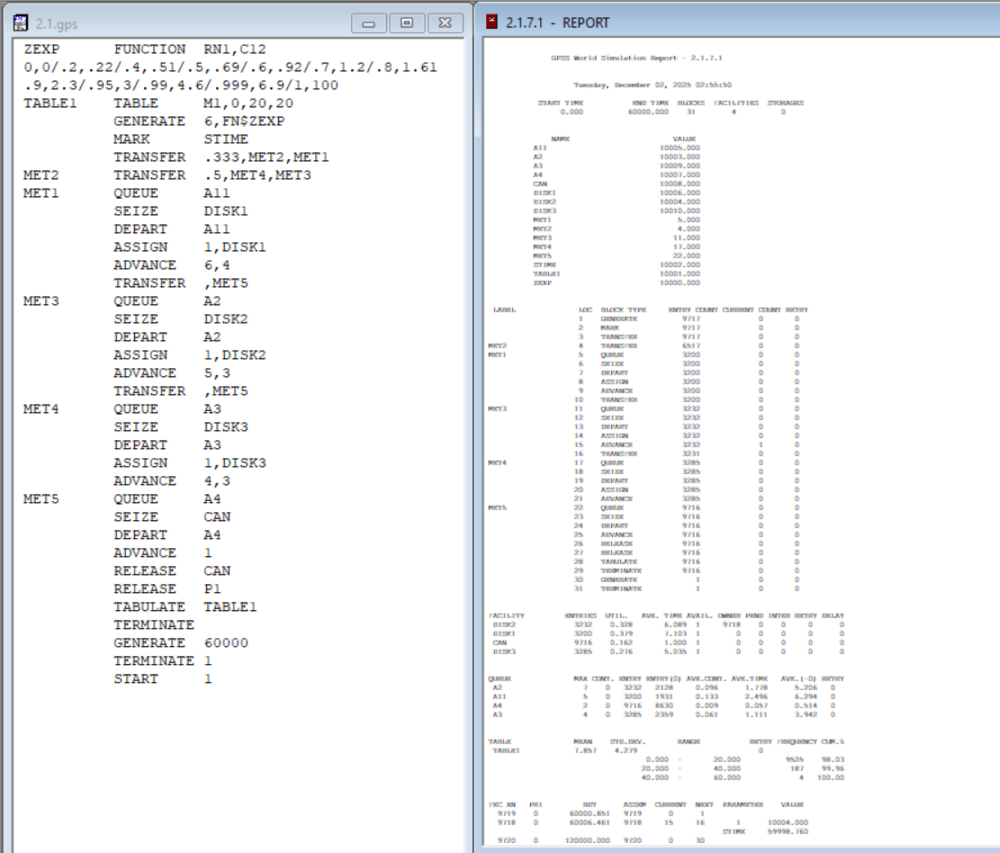 2.1.gps
ZEXP FUNCTION RN1,C12
0,0/.2,.22/.4,.51/.5,.69/.6,.92/.7,1.2/.8,1.61
.9,2.3/.95,3/.99,4.6/.999,6.9/1,100
TABLE1 TABLE M1,0,20,20
GENERATE 6,FN$ZEXP
MARK STIME
TRANSFER .333,MET2,MET1
MET2 TRANSFER .5,MET4,MET3
MET1 QUEUE A11
SEIZE DISK1
DEPART A11
ASSIGN 1,DISK1
ADVANCE 6,4
TRANSFER ,MET5
MET3 QUEUE A2
SEIZE DISK2
DEPART A2
ASSIGN 1,DISK2
ADVANCE 5,3
TRANSFER ,MET5
MET4 QUEUE A3
SEIZE DISK3
DEPART A3
ASSIGN 1,DISK3
ADVANCE 4,3
MET5 QUEUE A4
SEIZE CAN
DEPART A4
ADVANCE 1
RELEASE CAN
RELEASE P1
TABULATE TABLE1
TERMINATE
GENERATE 60000
TERMINATE 1
START 1
2.1.7.1 - REPORT
GPSS World Simulation Report - 2.1.7.1
Tuesday, December 02, 2025 02:55:50
START TIME END TIME BLOCKS FACILITIES STORAGES
0.000 60000.000 31 4 0
NAME VALUE
A11 10005.000
A2 10003.000
A3 10009.000
A4 10007.000
CAN 10008.000
DISK1 10006.000
DISK2 10004.000
DISK3 10010.000
MET1 5.000
MET2 4.000
MET3 11.000
MET4 17.000
MET5 22.000
STIME 10002.000
TABLE1 10001.000
ZEXP 10000.000
LABEL LOC BLOCK TYPE ENTRY COUNT CURRENT COUNT RETRY
1 GENERATE 9717 0 0
2 MARK 9717 0 0
3 TRANSFER 9717 0 0
MET2 4 TRANSFER 6517 0 0
MET1 5 QUEUE 3200 0 0
6 SEIZE 3200 0 0
7 DEPART 3200 0 0
8 ASSIGN 3200 0 0
9 ADVANCE 3200 0 0
10 TRANSFER 3200 0 0
MET3 11 QUEUE 3232 0 0
12 SEIZE 3232 0 0
13 DEPART 3232 0 0
14 ASSIGN 3232 0 0
15 ADVANCE 3232 1 0
16 TRANSFER 3231 0 0
MET4 17 QUEUE 3285 0 0
18 SEIZE 3285 0 0
19 DEPART 3285 0 0
20 ASSIGN 3285 0 0
21 ADVANCE 3285 0 0
MET5 22 QUEUE 9716 0 0
23 SEIZE 9716 0 0
24 DEPART 9716 0 0
25 ADVANCE 9716 0 0
26 RELEASE 9716 0 0
27 RELEASE 9716 0 0
28 TABULATE 9716 0 0
29 TERMINATE 9716 0 0
30 GENERATE 1 0 0
31 TERMINATE 1 0 0
FACILITY ENTRIES UTIL. AVE. TIME AVAIL. OWNER PEND INTER RETRY DELAY
DISK2 3232 0.328 6.089 1 9718 0 0 0 0
DISK1 3200 0.379 7.103 1 0 0 0 0 0
CAN 9716 0.162 1.000 1 0 0 0 0 0
DISK3 3285 0.276 5.035 1 0 0 0 0 0
QUEUE MAX CONT. ENTRY ENTRY(0) AVE.CONT. AVE.TIME AVE.(-0) RETRY
A2 7 0 3232 2128 0.096 1.778 5.206 0
A11 5 0 3200 1931 0.133 2.496 6.294 0
A4 2 0 9716 8630 0.009 0.057 0.514 0
A3 4 0 3285 2359 0.061 1.111 3.942 0
TABLE MEAN STD.DEV. RANGE RETRY FREQUENCY CUM.%
TABLE1 7.857 4.279 0
0.000 - 20.000 9525 98.03
20.000 - 40.000 187 99.96
40.000 - 60.000 4 100.00
FEC XN PRI BDT ASSEM CURRENT NEXT PARAMETER VALUE
9719 0 60000.851 9719 0 1
9718 0 60006.461 9718 15 16 1 10004.000
STIME 59998.760
9720 0 120000.000 9720 0 30